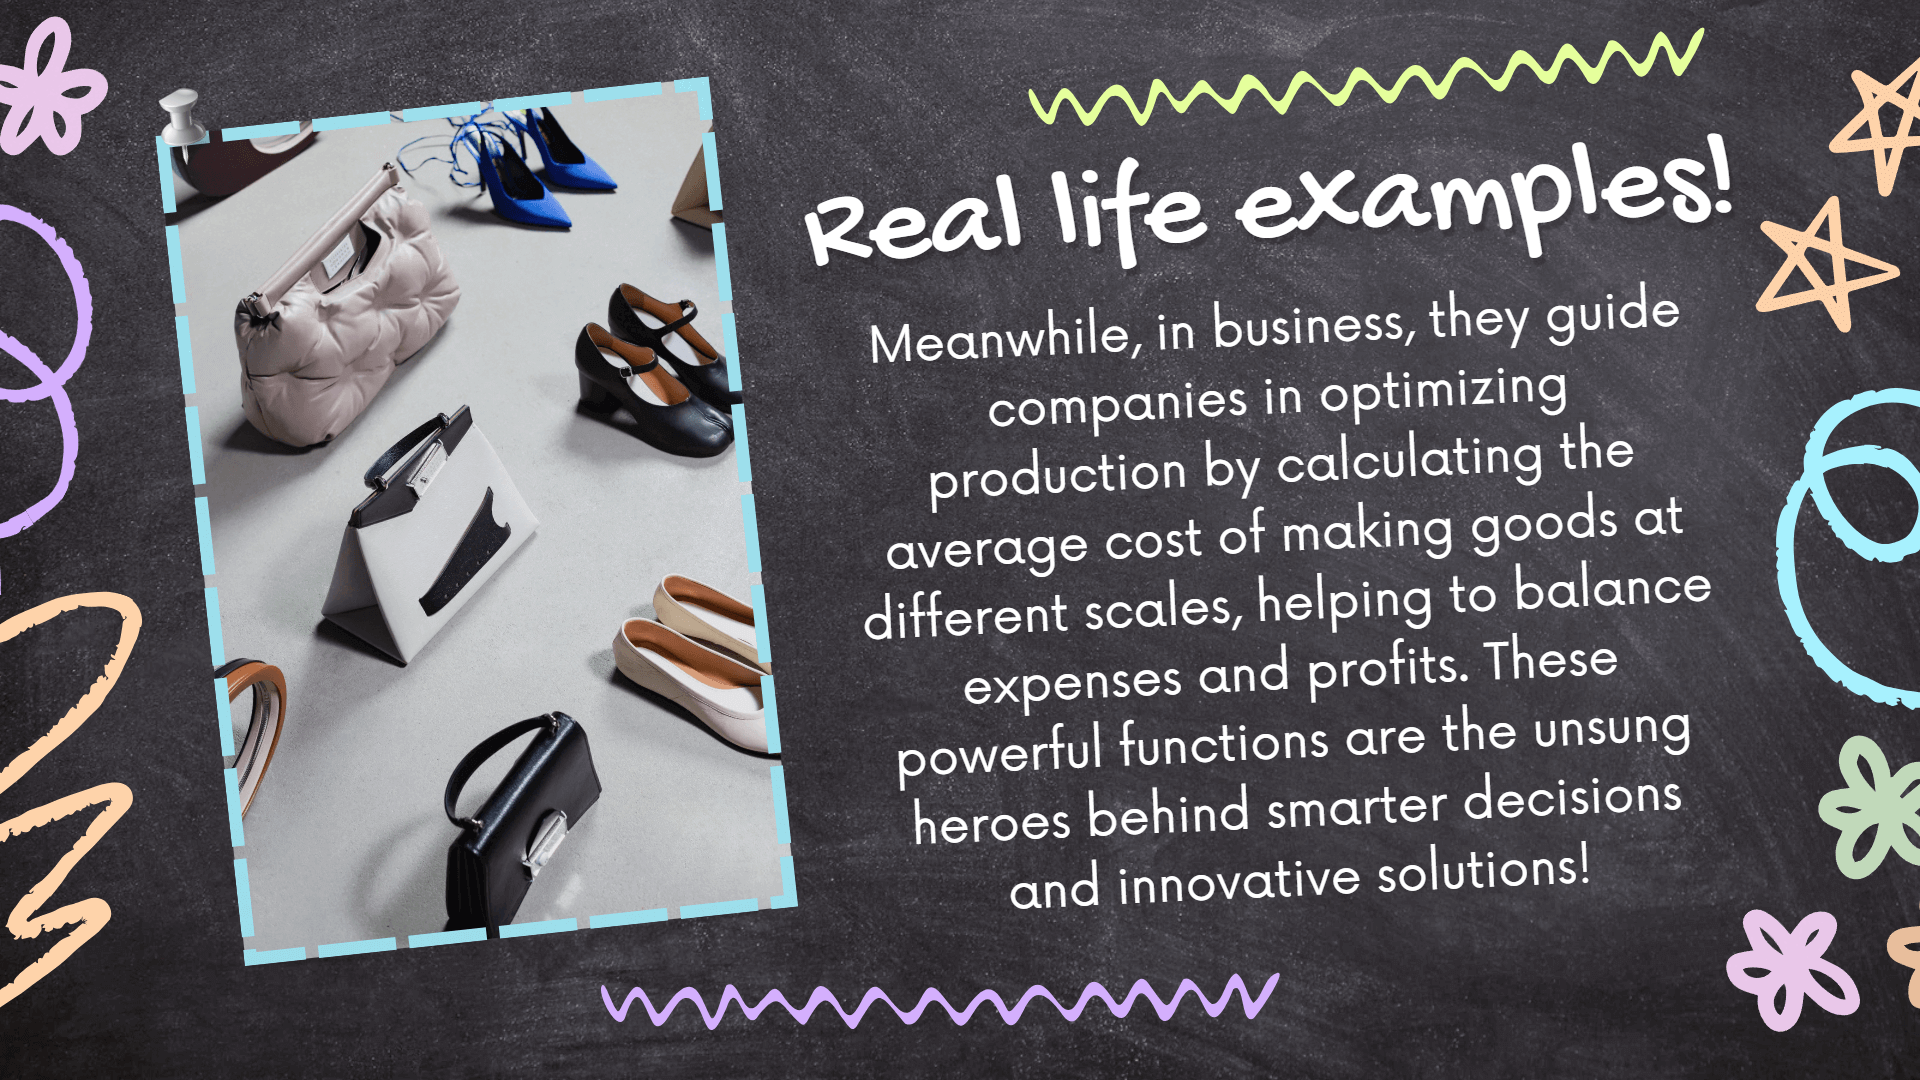 Real life examples!
Meanwhile, in business, they guide
companies in optimizing
production by calculating the
average cost of making goods at
different scales, helping to balance
expenses and profits. These
powerful functions are the unsung
heroes behind smarter decisions
and innovative solutions!